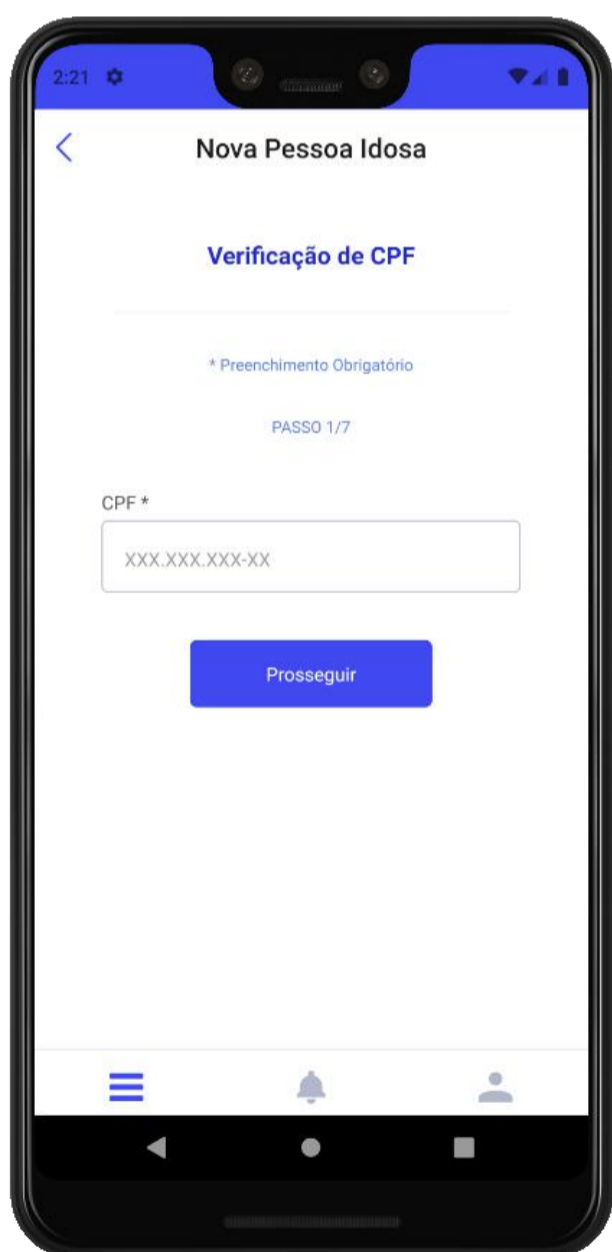 2:21
Nova Pessoa Idosa
Verificação de CPF
* Preenchimento Obrigatório
PASSO 1/7
CPF *
XXX.XXX.XXX-XX
Prosseguir